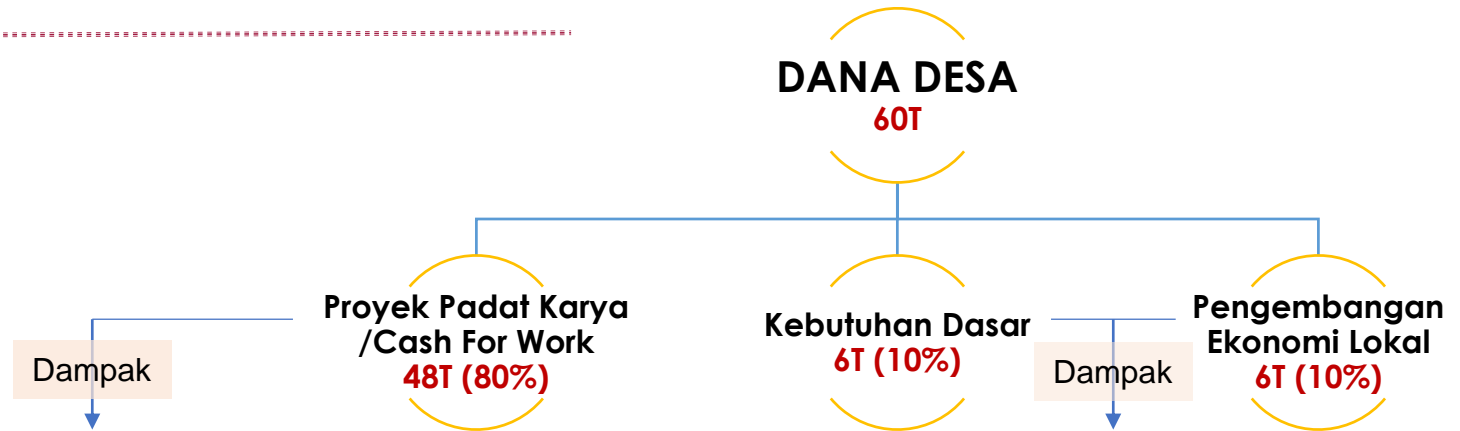 DANA DESA
60T
Proyek Padat Karya
/Cash For Work
48T (80%)
Kebutuhan Dasar
6T (10%)
Pengembangan
Ekonomi Lokal
6T (10%)
Dampak
Dampak